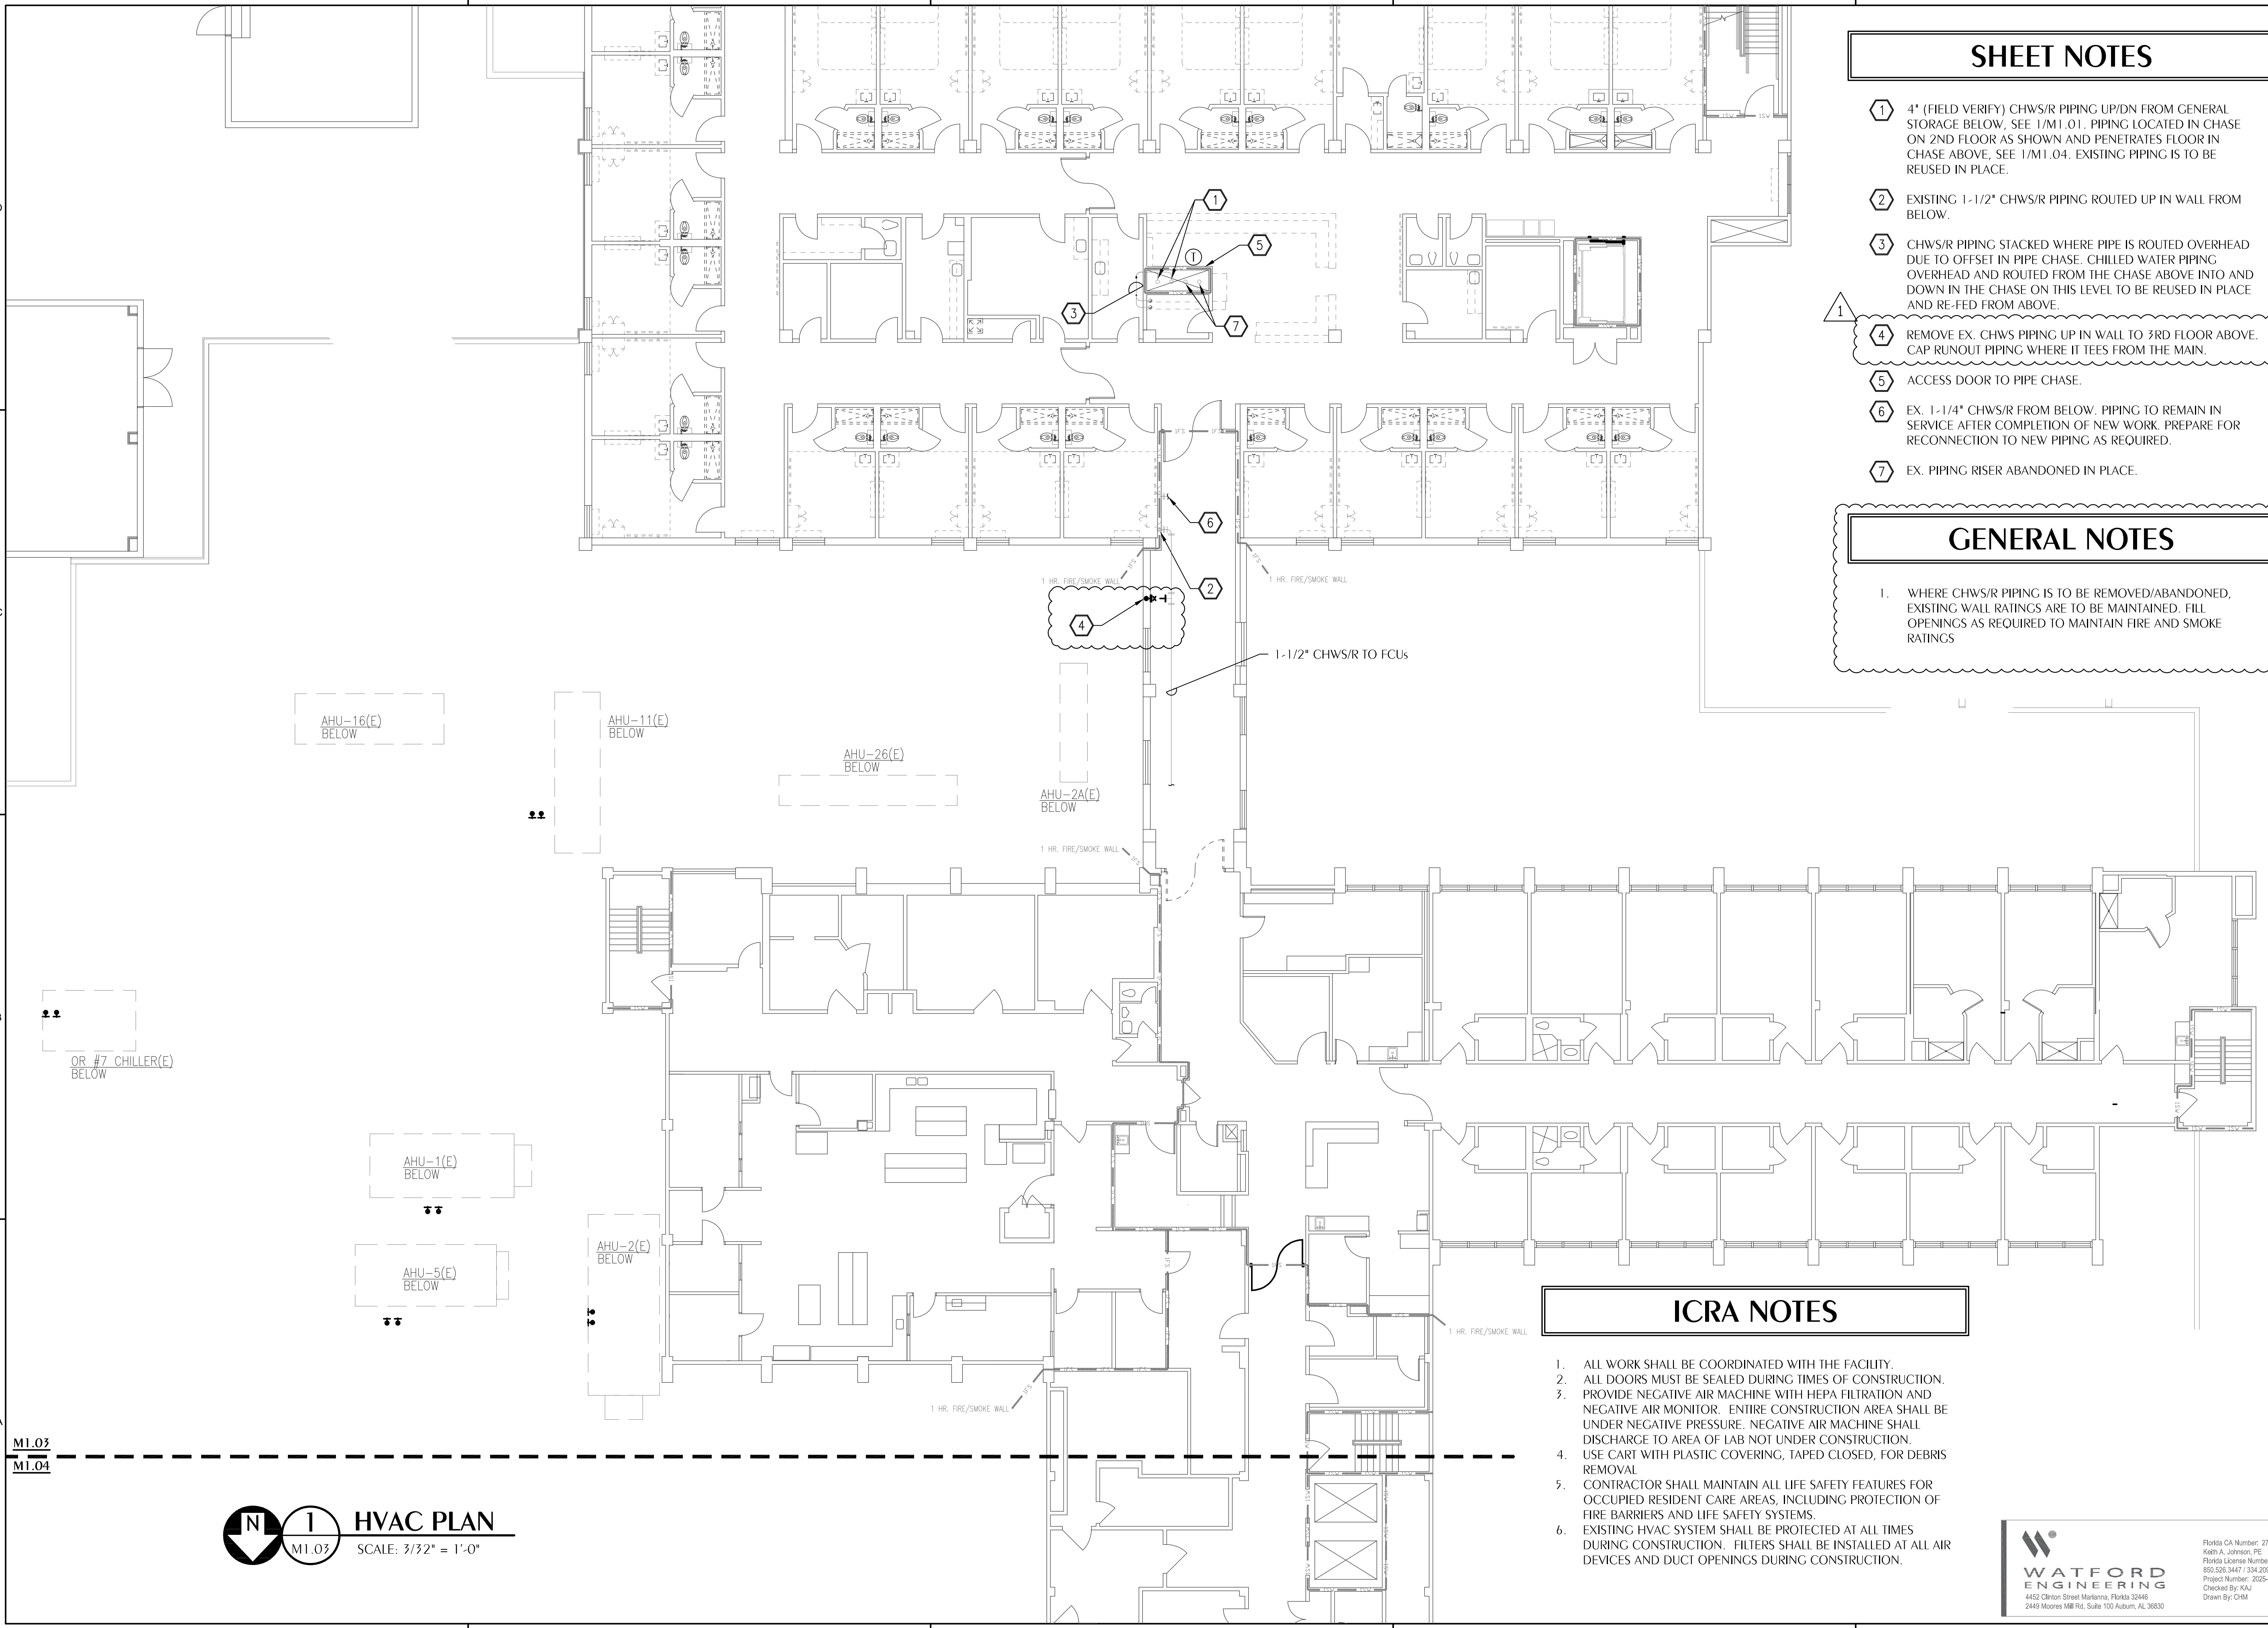 SHEET NOTES
1 4" (FIELD VERIFY) CHWS/R PIPING UP/DN FROM GENERAL
STORAGE BELOW, SEE 1/M1.01. PIPING LOCATED IN CHASE
ON 2ND FLOOR AS SHOWN AND PENETRATES FLOOR IN
CHASE ABOVE, SEE 1/M1.04. EXISTING PIPING IS TO BE
REUSED IN PLACE.
2 EXISTING 1-1/2" CHWS/R PIPING ROUTED UP IN WALL FROM
BELOW.
3 CHWS/R PIPING STACKED WHERE PIPE IS ROUTED OVERHEAD
DUE TO OFFSET IN PIPE CHASE. CHILLED WATER PIPING
OVERHEAD AND ROUTED FROM THE CHASE ABOVE INTO AND
DOWN IN THE CHASE ON THIS LEVEL TO BE REUSED IN PLACE
AND RE-FED FROM ABOVE.
1
4 REMOVE EX. CHWS PIPING UP IN WALL TO 3RD FLOOR ABOVE.
CAP RUNOUT PIPING WHERE IT TEES FROM THE MAIN.
5 ACCESS DOOR TO PIPE CHASE.
6 EX. 1-1/4" CHWS/R FROM BELOW. PIPING TO REMAIN IN
SERVICE AFTER COMPLETION OF NEW WORK. PREPARE FOR
RECONNECTION TO NEW PIPING AS REQUIRED.
7 EX. PIPING RISER ABANDONED IN PLACE.
GENERAL NOTES
1. WHERE CHWS/R PIPING IS TO BE REMOVED/ABANDONED,
EXISTING WALL RATINGS ARE TO BE MAINTAINED. FILL
OPENINGS AS REQUIRED TO MAINTAIN FIRE AND SMOKE
RATINGS
1
5
T
3
7
6
2
4
1FS 1FS
1 HR. FIRE/SMOKE WALL 1FS
1FS 1 HR. FIRE/SMOKE WALL
1-1/2" CHWS/R TO FCUs
AHU-16(E)
BELOW
AHU-11(E)
BELOW
AHU-26(E)
BELOW
AHU-2A(E)
BELOW
1 HR. FIRE/SMOKE WALL 1FS
OR #7 CHILLER(E)
BELOW
AHU-1(E)
BELOW
AHU-5(E)
BELOW
AHU-2(E)
BELOW
1 HR. FIRE/SMOKE WALL
1 HR. FIRE/SMOKE WALL 1FS
ICRA NOTES
1. ALL WORK SHALL BE COORDINATED WITH THE FACILITY.
2. ALL DOORS MUST BE SEALED DURING TIMES OF CONSTRUCTION.
3. PROVIDE NEGATIVE AIR MACHINE WITH HEPA FILTRATION AND
NEGATIVE AIR MONITOR. ENTIRE CONSTRUCTION AREA SHALL BE
UNDER NEGATIVE PRESSURE. NEGATIVE AIR MACHINE SHALL
DISCHARGE TO AREA OF LAB NOT UNDER CONSTRUCTION.
4. USE CART WITH PLASTIC COVERING, TAPED CLOSED, FOR DEBRIS
REMOVAL
5. CONTRACTOR SHALL MAINTAIN ALL LIFE SAFETY FEATURES FOR
OCCUPIED RESIDENT CARE AREAS, INCLUDING PROTECTION OF
FIRE BARRIERS AND LIFE SAFETY SYSTEMS.
6. EXISTING HVAC SYSTEM SHALL BE PROTECTED AT ALL TIMES
DURING CONSTRUCTION. FILTERS SHALL BE INSTALLED AT ALL AIR
DEVICES AND DUCT OPENINGS DURING CONSTRUCTION.
M1.03
M1.04
N
1
M1.03
HVAC PLAN
SCALE: 3/32" = 1'-0"
WATFORD
ENGINEERING
4452 Clinton Street Marianna, Florida 32446
2449 Moores Mill Rd, Suite 100 Auburn, AL 36830
Florida CA Number: 27
Keith A. Johnson, PE
Florida License Numbe
850.526.3447 / 334.209
Project Number: 2025-
Checked By: KAJ
Drawn By: CHM